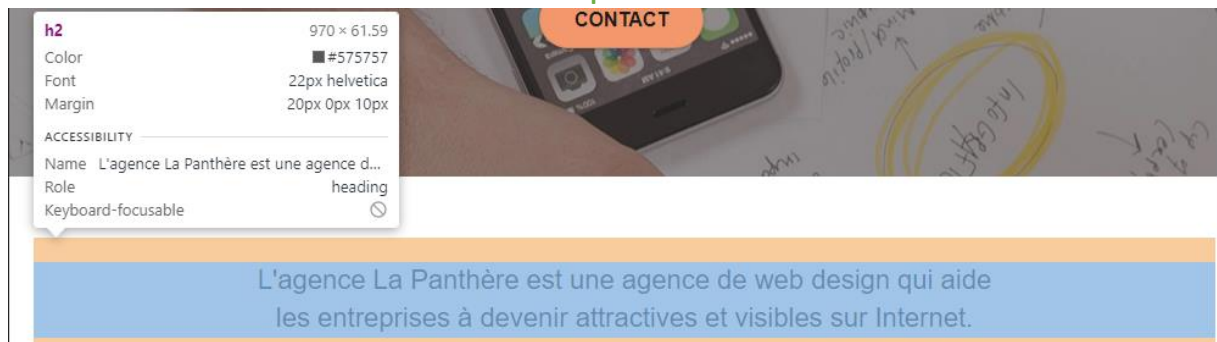 CONTACT
h2 970 × 61.59
Color #575757
Font 22px helvetica
Margin 20px 0px 10px
ACCESSIBILITY
Name L'agence La Panthère est une agence d...
Role heading
Keyboard-focusable
L'agence La Panthère est une agence de web design qui aide
les entreprises à devenir attractives et visibles sur Internet.